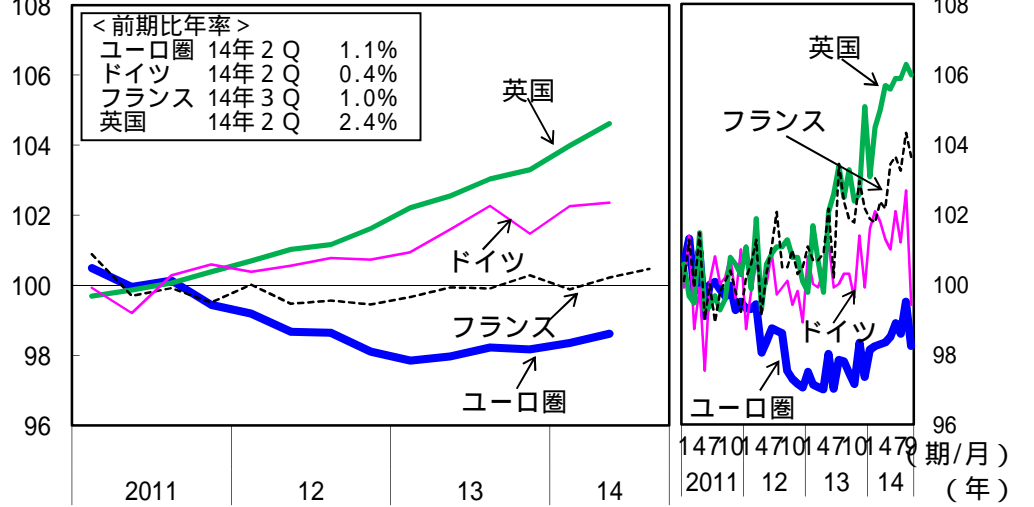 <前期比年率>
ユーロ圏 14年2Q 1.1%
ドイツ 14年2Q 0.4%
フランス 14年3Q 1.0%
英国 14年2Q 2.4%
108
106
104
102
100
98
96
英国
ドイツ
フランス
ユーロ圏
2011 12 13 14
英国
フランス
ドイツ
ユーロ圏
108
106
104
102
100
98
96
1 4 7 10 1 4 7 10 1 4 7 10 1 4 7 9 (期/月)
2011 12 13 14 (年)